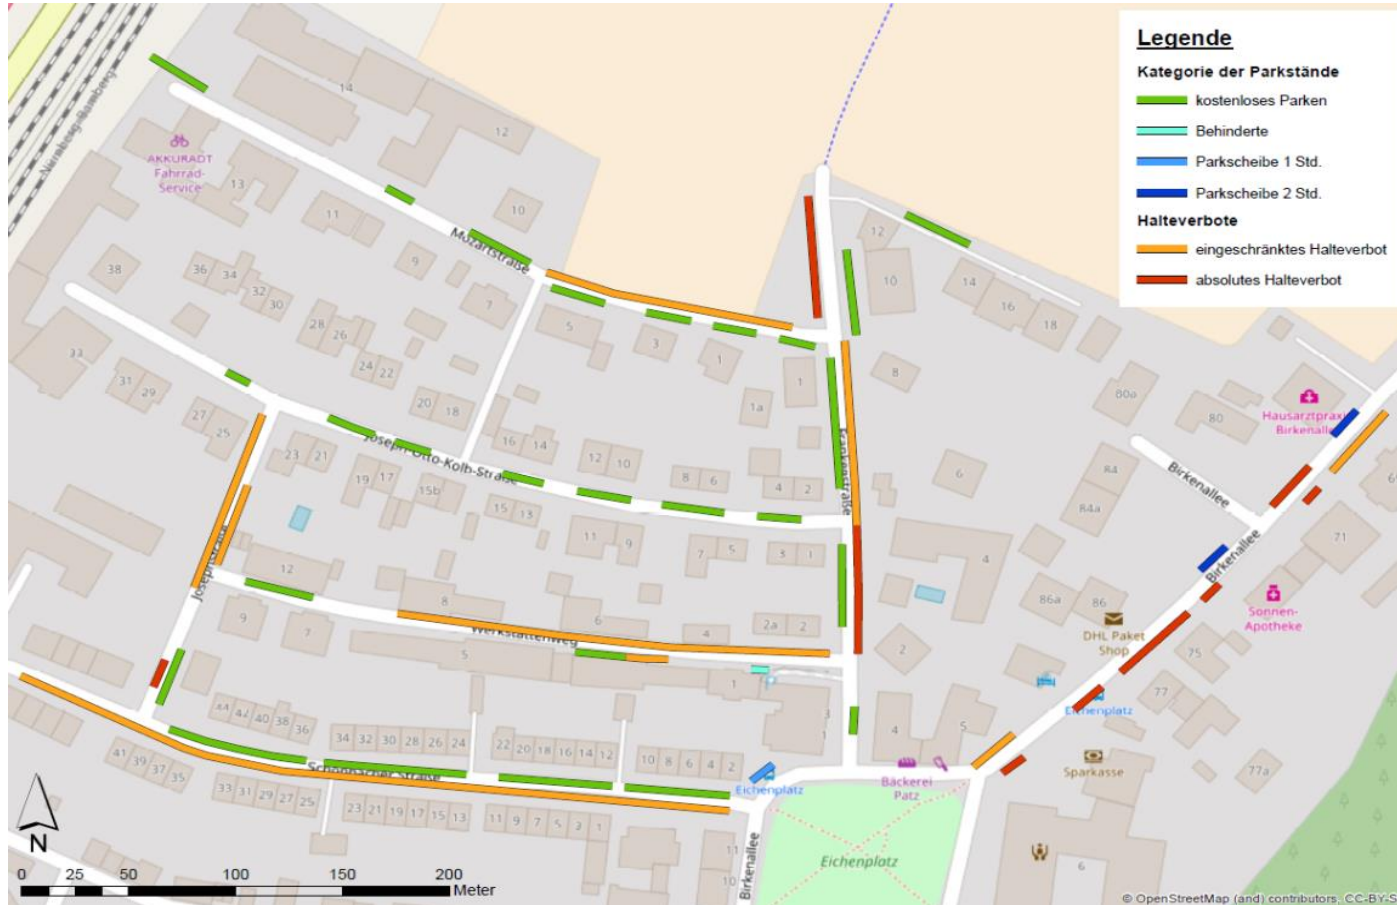 Legende
Kategorie der Parkstände
kostenloses Parken
Behinderte
Parkscheibe 1 Std.
Parkscheibe 2 Std.
Halteverbote
eingeschränktes Halteverbot
absolutes Halteverbot
Nürnberg-Bamberg
AKKURADT
Fahrrad-
Service
14
12
13
11
10
9
7
Mozartstraße
5
3
1
1
1a
12
10
14
16
18
8
38
36
34
32
30
28
26
24
22
20
18
16
14
12
10
8
6
4
2
33
31
29
27
25
23
21
19
17
15b
15
13
11
9
7
5
3
1
Joseph-Otto-Kolb-Straße
Frankenstraße
6
4
2
80a
80
84
84a
86a
86
71
75
77
77a
Hausarztpraxis
Birkenallee
Birkenallee
Birkenallee
Sonnen-
Apotheke
DHL Paket
Shop
Josephstraße
12
9
7
8
6
4
2a
2
5
1
3
1
Werkstättenweg
44
42
40
38
36
34
32
30
28
26
24
22
20
18
16
14
12
10
8
6
4
2
41
39
37
35
33
31
29
27
25
23
21
19
17
15
13
11
9
7
5
3
1
Schönbacher Straße
Eichenplatz
Eichenplatz
4
5
Bäckerei
Patz
Sparkasse
Eichenplatz
Birkenallee
11
10
6
N
0 25 50 100 150 200
Meter
© OpenStreetMap (and) contributors, CC-BY-S